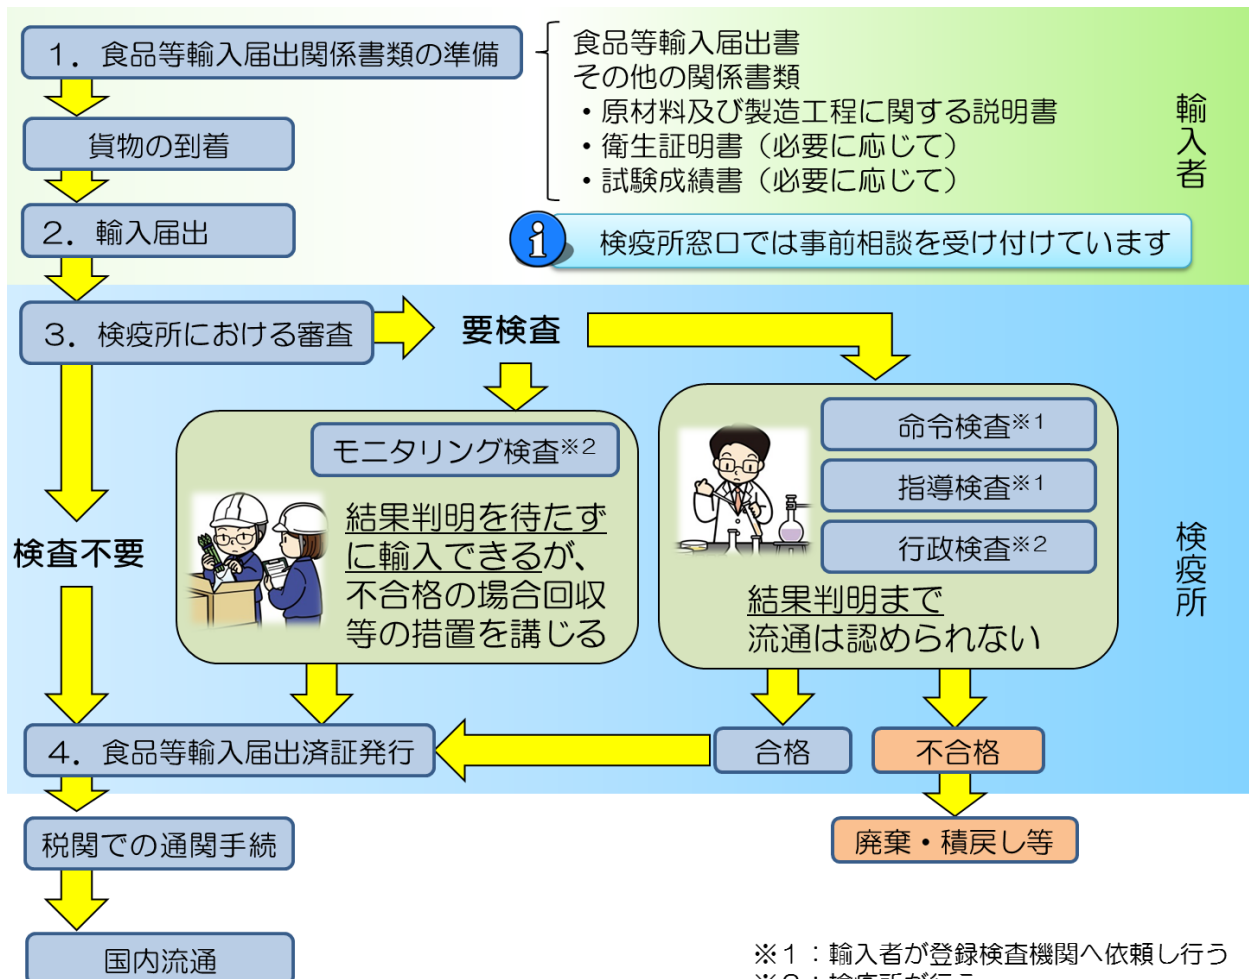 1．食品等輸入届出関係書類の準備
食品等輸入届出書
その他の関係書類
・原材料及び製造工程に関する説明書
・衛生証明書（必要に応じて）
・試験成績書（必要に応じて）
輸入者
貨物の到着
2．輸入届出
検疫所窓口では事前相談を受け付けています
3．検疫所における審査
要検査
モニタリング検査※2
結果判明を待たず
に輸入できるが、
不合格の場合回収
等の措置を講じる
命令検査※1
指導検査※1
行政検査※2
結果判明まで
流通は認められない
検査不要
検疫所
4．食品等輸入届出済証発行
合格
不合格
税関での通関手続
廃棄・積戻し等
国内流通
※1：輸入者が登録検査機関へ依頼し行う
※2：検疫所が行う